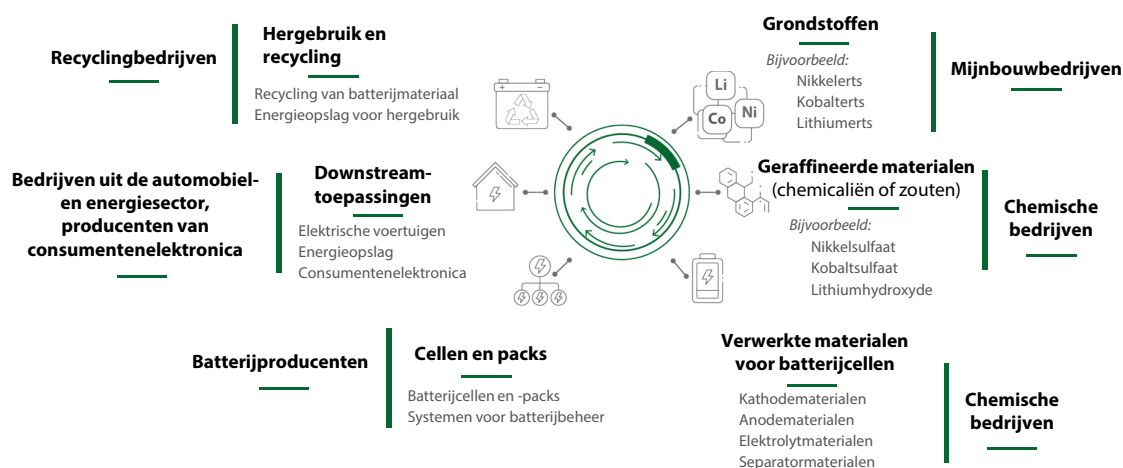 Grondstoffen
Bijvoorbeeld:
Nikkelerts
Kobalterts
Lithiumerts
Mijnbouwbedrijven
Li
Co
Ni
Geraffineerde materialen
(chemicaliën of zouten)
Bijvoorbeeld:
Nikkelsulfaat
Kobaltsulfaat
Lithiumhydroxyde
Chemische
bedrijven
Verwerkte materialen
voor batterijcellen
Kathodematerialen
Anodematerialen
Elektrolytmaterialen
Separatormaterialen
Chemische
bedrijven
Cellen en packs
Batterijcellen en -packs
Systemen voor batterijbeheer
Batterijproducenten
Downstream-
toepassingen
Elektrische voertuigen
Energieopslag
Consumentenelektronica
Bedrijven uit de automobiel-
en energiesector,
producenten van
consumentenelektronica
Hergebruik en
recycling
Recycling van batterijmateriaal
Energieopslag voor hergebruik
Recyclingbedrijven